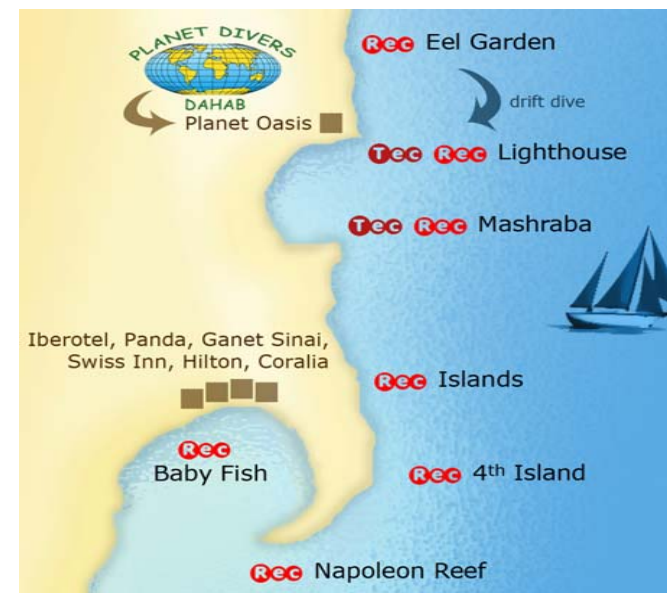 PLANET DIVERS
DAHAB
Planet Oasis
Rec Eel Garden
drift dive
Tec Rec Lighthouse
Tec Rec Mashraba
Iberotel, Panda, Ganet Sinai,
Swiss Inn, Hilton, Coralia
Rec Islands
Rec
Baby Fish
Rec 4th Island
Rec Napoleon Reef